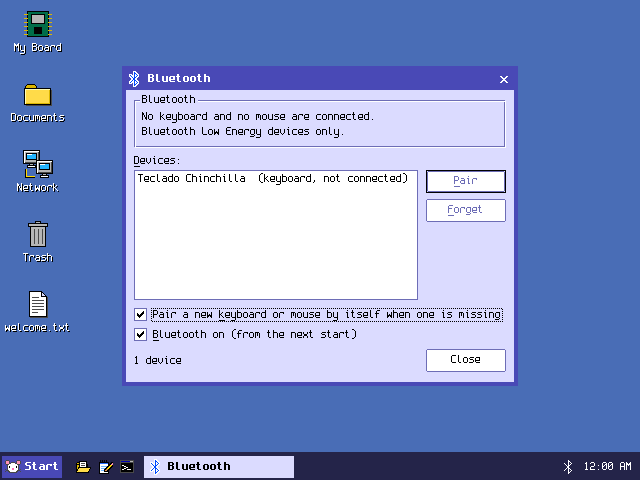 My Board
Documents
Network
Trash
welcome.txt
Bluetooth
Bluetooth
No keyboard and no mouse are connected.
Bluetooth Low Energy devices only.
Devices:
Teclado Chinchilla (keyboard, not connected)
Pair
Forget
Pair a new keyboard or mouse by itself when one is missing
Bluetooth on (from the next start)
1 device
Close
Start
Bluetooth
12:00 AM